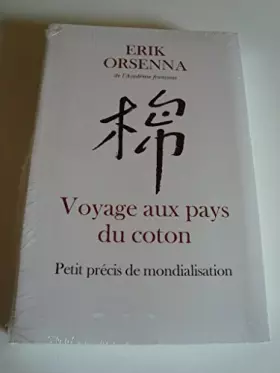 ERIK
ORSENNA
de l'Académie française
棉
Voyage aux pays
du coton
Petit précis de mondialisation